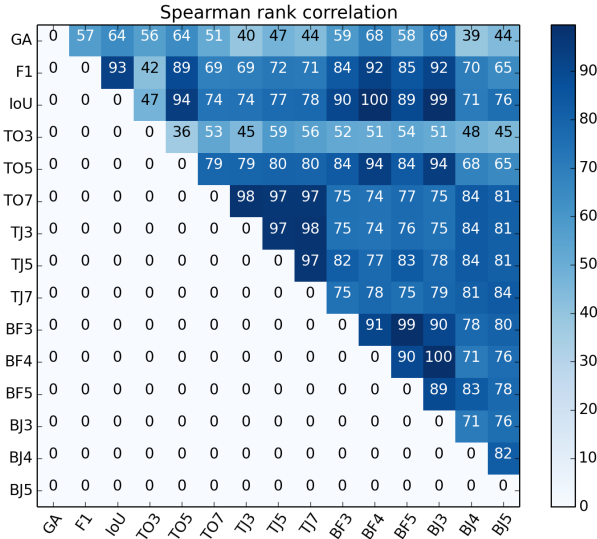 Spearman rank correlation
GA 0 57 64 56 64 51 40 47 44 59 68 58 69 39 44
F1 0 0 93 42 89 69 69 72 71 84 92 85 92 70 65
IoU 0 0 0 47 94 74 74 77 78 90 100 89 99 71 76
TO3 0 0 0 0 36 53 45 59 56 52 51 54 51 48 45
TO5 0 0 0 0 0 79 79 80 80 84 94 84 94 68 65
TO7 0 0 0 0 0 0 98 97 97 75 74 77 75 84 81
TJ3 0 0 0 0 0 0 0 97 98 75 74 76 75 84 81
TJ5 0 0 0 0 0 0 0 0 97 82 77 83 78 84 81
TJ7 0 0 0 0 0 0 0 0 0 75 78 75 79 81 84
BF3 0 0 0 0 0 0 0 0 0 0 91 99 90 78 80
BF4 0 0 0 0 0 0 0 0 0 0 0 90 100 71 76
BF5 0 0 0 0 0 0 0 0 0 0 0 0 89 83 78
BJ3 0 0 0 0 0 0 0 0 0 0 0 0 0 71 76
BJ4 0 0 0 0 0 0 0 0 0 0 0 0 0 0 82
BJ5 0 0 0 0 0 0 0 0 0 0 0 0 0 0 0
GA F1 IoU TO3 TO5 TO7 TJ3 TJ5 TJ7 BF3 BF4 BF5 BJ3 BJ4 BJ5
90
80
70
60
50
40
30
20
10
0